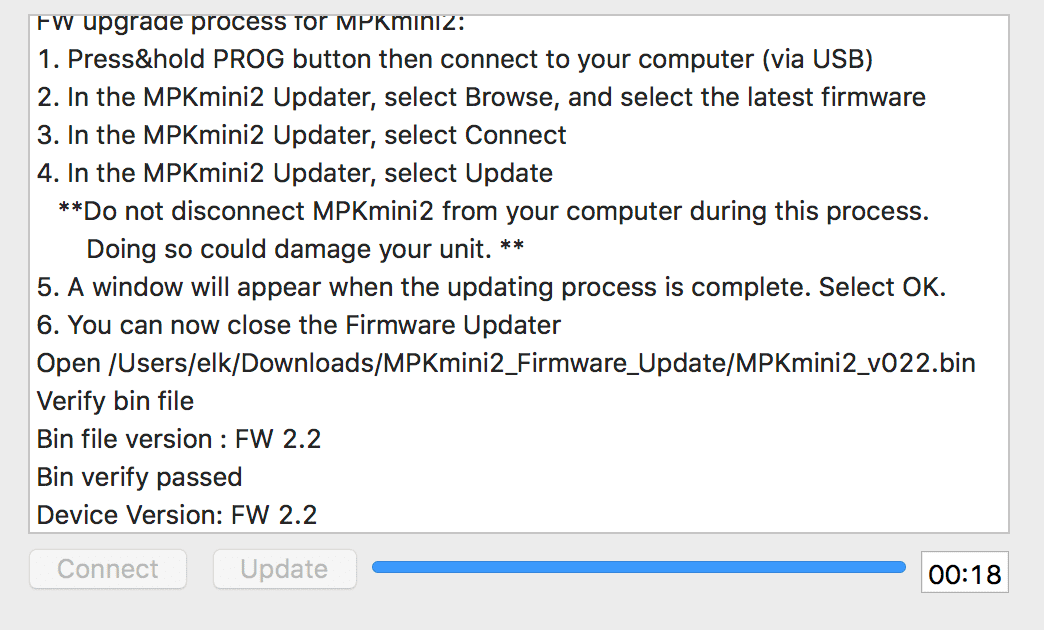 FW upgrade process for MPKmini2:
1. Press&hold PROG button then connect to your computer (via USB)
2. In the MPKmini2 Updater, select Browse, and select the latest firmware
3. In the MPKmini2 Updater, select Connect
4. In the MPKmini2 Updater, select Update
**Do not disconnect MPKmini2 from your computer during this process.
Doing so could damage your unit. **
5. A window will appear when the updating process is complete. Select OK.
6. You can now close the Firmware Updater
Open /Users/elk/Downloads/MPKmini2_Firmware_Update/MPKmini2_v022.bin
Verify bin file
Bin file version : FW 2.2
Bin verify passed
Device Version: FW 2.2
Connect Update 00:18